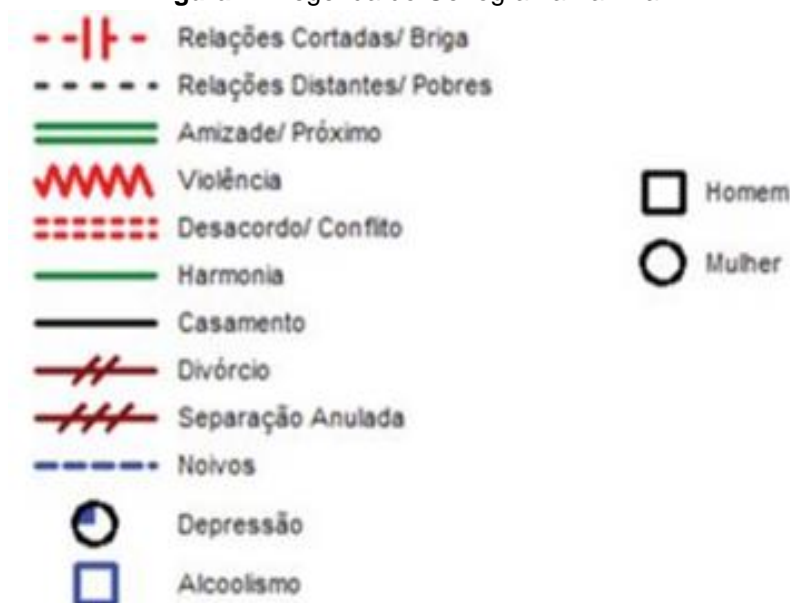 Relações Cortadas/ Briga
Relações Distantes/ Pobres
Amizade/ Próximo
Violência
Desacordo/ Conflito
Harmonia
Casamento
Divórcio
Separação Anulada
Noivos
Depressão
Alcoolismo
Homem
Mulher